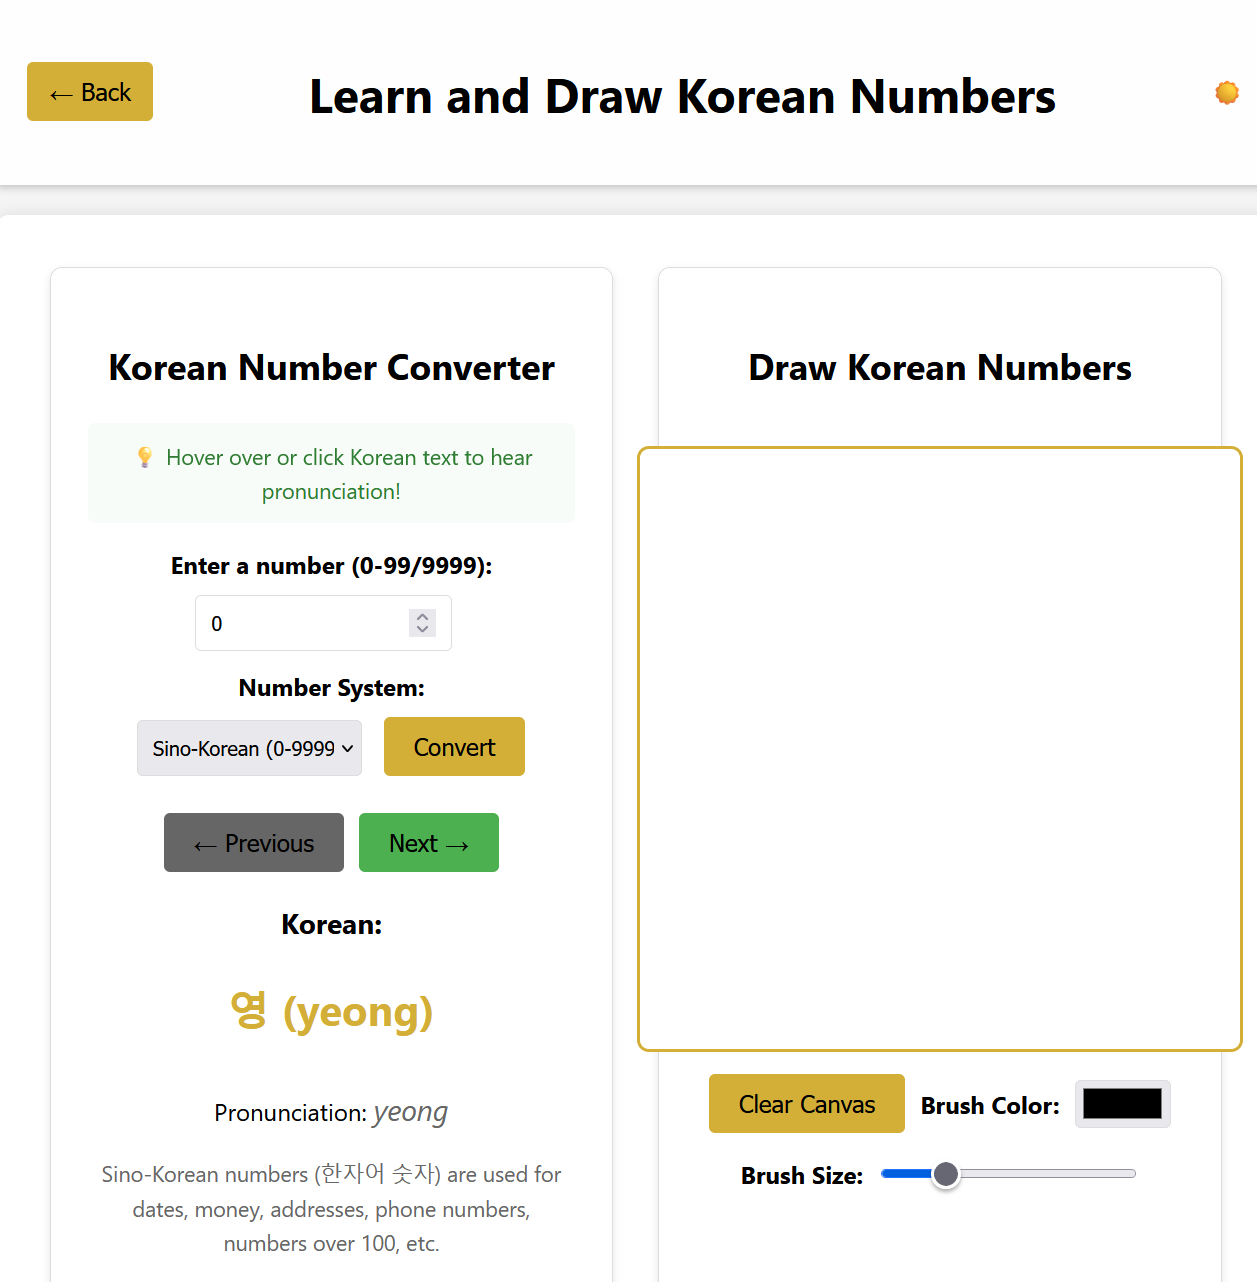 ← Back
Learn and Draw Korean Numbers
Korean Number Converter
💡 Hover over or click Korean text to hear
pronunciation!
Enter a number (0-99/9999):
0
Number System:
Sino-Korean (0-9999
Convert
← Previous
Next →
Korean:
영 (yeong)
Pronunciation: yeong
Sino-Korean numbers (한자어 숫자) are used for
dates, money, addresses, phone numbers,
numbers over 100, etc.
Draw Korean Numbers
Clear Canvas
Brush Color:
Brush Size: